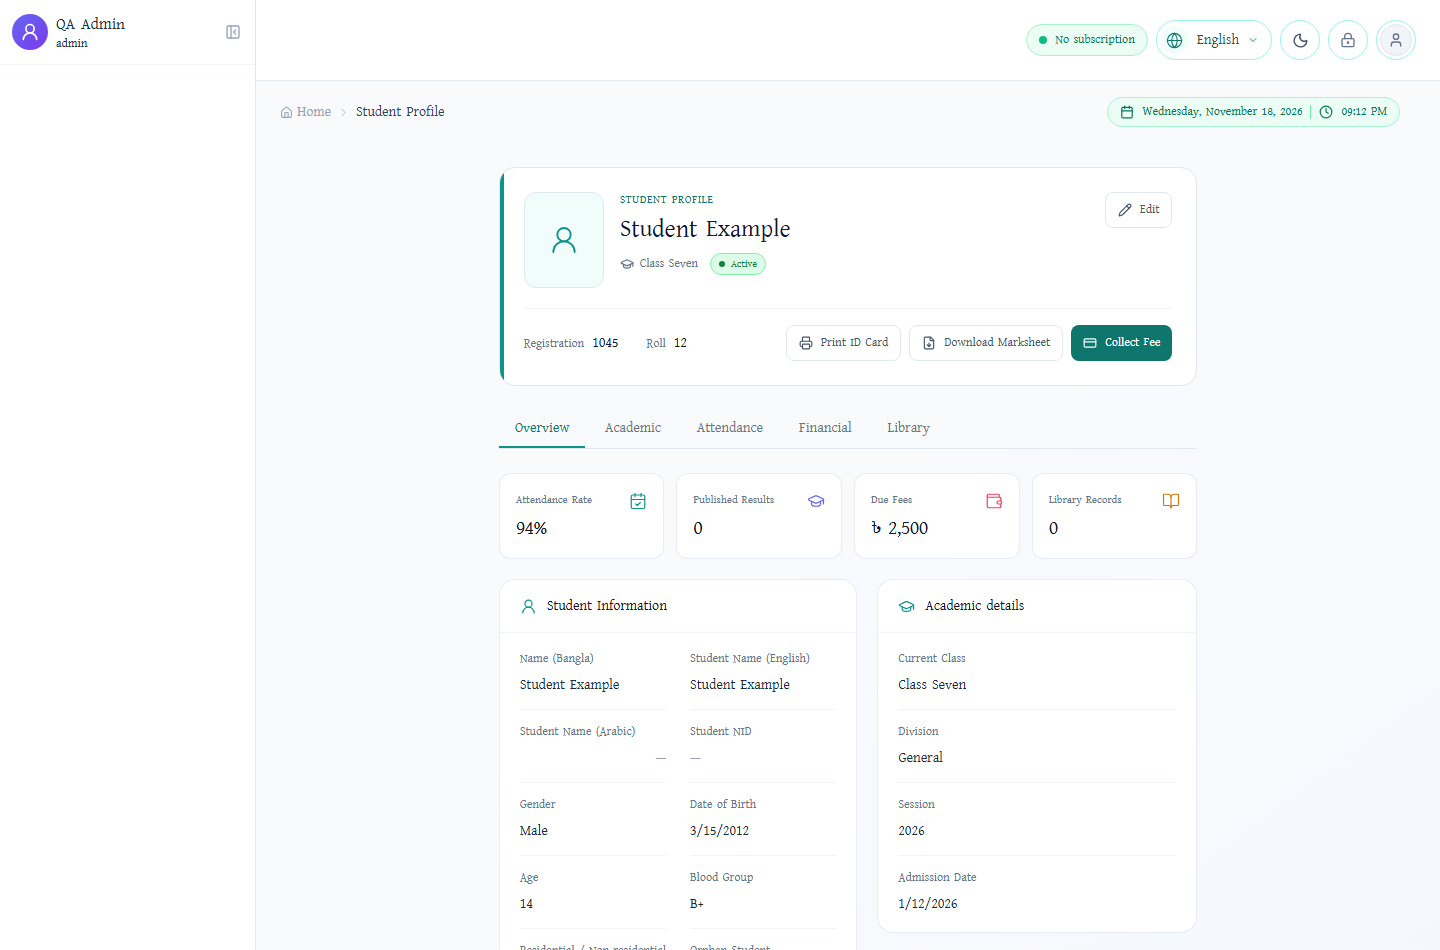 QA Admin
admin
No subscription
English
Home
Student Profile
Wednesday, November 18, 2026
09:12 PM
STUDENT PROFILE
Student Example
Class Seven
Active
Edit
Registration 1045
Roll 12
Print ID Card
Download Marksheet
Collect Fee
Overview
Academic
Attendance
Financial
Library
Attendance Rate
94%
Published Results
0
Due Fees
৳ 2,500
Library Records
0
Student Information
Name (Bangla)
Student Example
Student Name (English)
Student Example
Student Name (Arabic)
—
Student NID
—
Gender
Male
Date of Birth
3/15/2012
Age
14
Blood Group
B+
Residential / Non-residential
Orphan Student
Academic details
Current Class
Class Seven
Division
General
Session
2026
Admission Date
1/12/2026